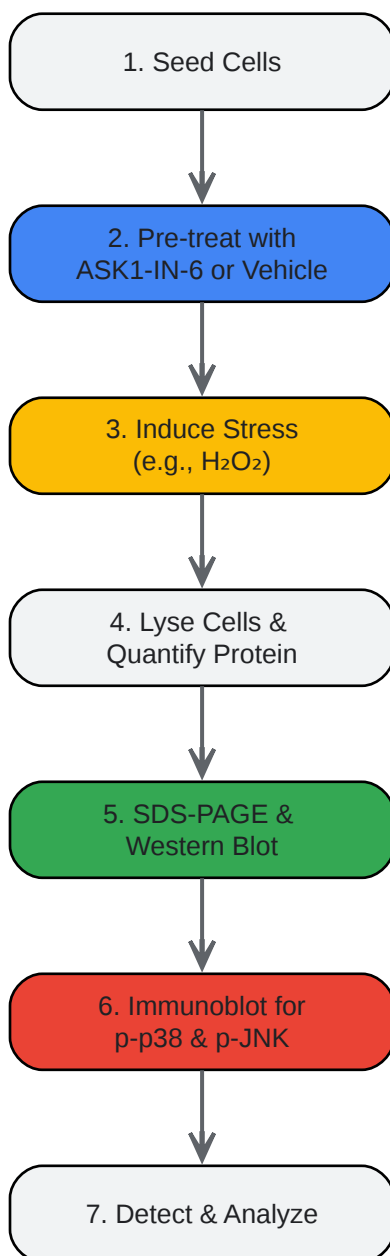 1. Seed Cells
2. Pre-treat with
ASK1-IN-6 or Vehicle
3. Induce Stress
(e.g., H₂O₂)
4. Lyse Cells &
Quantify Protein
5. SDS-PAGE &
Western Blot
6. Immunoblot for
p-p38 & p-JNK
7. Detect & Analyze